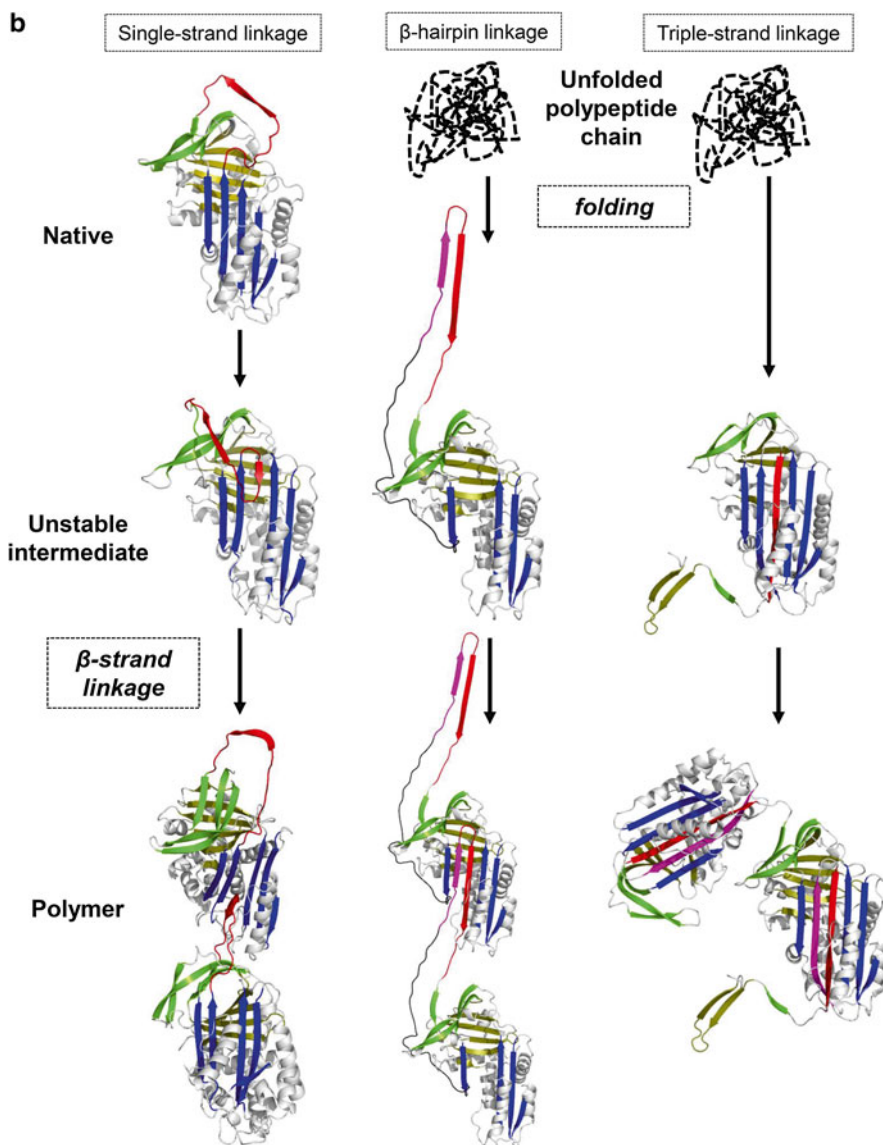 b
Single-strand linkage
β-hairpin linkage
Triple-strand linkage
Unfolded
polypeptide
chain
folding
Native
Unstable
intermediate
β-strand
linkage
Polymer